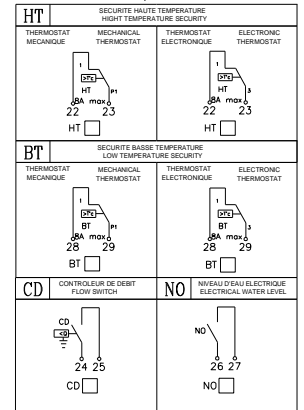 HT
SECURITE HAUTE TEMPERATURE
HIGHT TEMPERATURE SECURITY
THERMOSTAT MECANIQUE
MECHANICAL THERMOSTAT
THERMOSTAT ELECTRONIQUE
ELECTRONIC THERMOSTAT
1
>T°c
HT
P1
8A max
22 23
HT
1
>T°c
HT
3
8A max
22 23
HT
BT
SECURITE BASSE TEMPERATURE
LOW TEMPERATURE SECURITY
THERMOSTAT MECANIQUE
MECHANICAL THERMOSTAT
THERMOSTAT ELECTRONIQUE
ELECTRONIC THERMOSTAT
1
>T°c
BT
P1
8A max
28 29
BT
1
>T°c
BT
3
8A max
28 29
BT
CD
CONTROLEUR DE DEBIT
FLOW SWITCH
CD
<Q
24 25
CD
NO
NIVEAU D'EAU ELECTRIQUE
ELECTRICAL WATER LEVEL
NO
26 27
NO